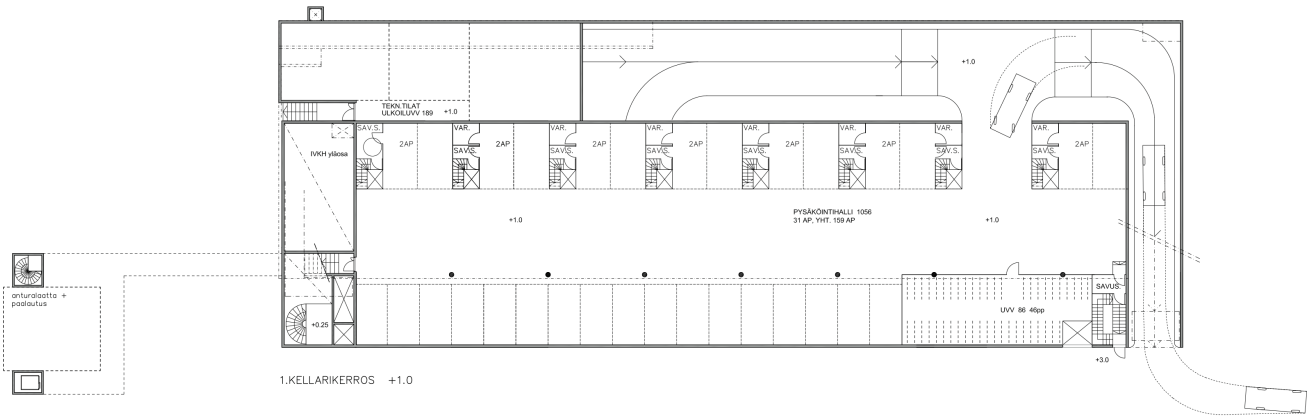 +1.0
TEKN.TILAT
ULKOILUVV 189 +1.0
SAV.S. VAR. VAR. VAR. VAR. VAR. VAR. VAR.
2AP 2AP 2AP 2AP 2AP 2AP 2AP
SAV.S. SAV.S. SAV.S. SAV.S. SAV.S. SAV.S. SAV.S.
IVKH yläosa
PYSÄKÖINTIHALLI 1056
31 AP, YHT. 159 AP
+1.0 +1.0
anturalaatta +
paalutus
SAVUS.
UVV 86 46pp
+0.25
+3.0
1.KELLARIKERROS +1.0